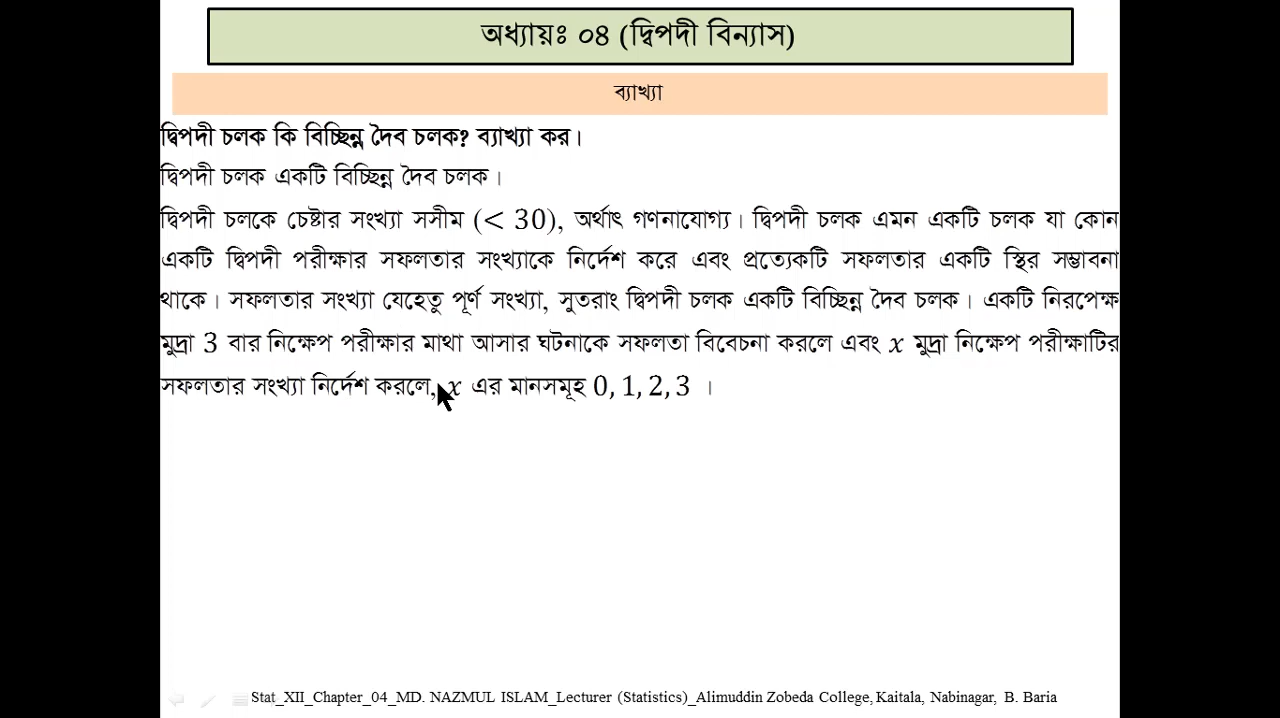 অধ্যায়ঃ ০৪ (দ্বিপদী বিন্যাস)
ব্যাখ্যা
দ্বিপদী চলক কি বিচ্ছিন্ন দৈব চলক? ব্যাখ্যা কর।
দ্বিপদী চলক একটি বিচ্ছিন্ন দৈব চলক।
দ্বিপদী চলকে চেষ্টার সংখ্যা সসীম (< 30), অর্থাৎ গণনাযোগ্য। দ্বিপদী চলক এমন একটি চলক যা কোন
একটি দ্বিপদী পরীক্ষার সফলতার সংখ্যাকে নির্দেশ করে এবং প্রত্যেকটি সফলতার একটি স্থির সম্ভাবনা
থাকে। সফলতার সংখ্যা যেহেতু পূর্ণ সংখ্যা, সুতরাং দ্বিপদী চলক একটি বিচ্ছিন্ন দৈব চলক। একটি নিরপেক্ষ
মুদ্রা 3 বার নিক্ষেপ পরীক্ষার মাথা আসার ঘটনাকে সফলতা বিবেচনা করলে এবং x মুদ্রা নিক্ষেপ পরীক্ষাটির
সফলতার সংখ্যা নির্দেশ করলে, x এর মানসমূহ 0, 1, 2, 3 ।
Stat_XII_Chapter_04_MD. NAZMUL ISLAM_Lecturer (Statistics)_Alimuddin Zobeda College, Kaitala, Nabinagar, B. Baria